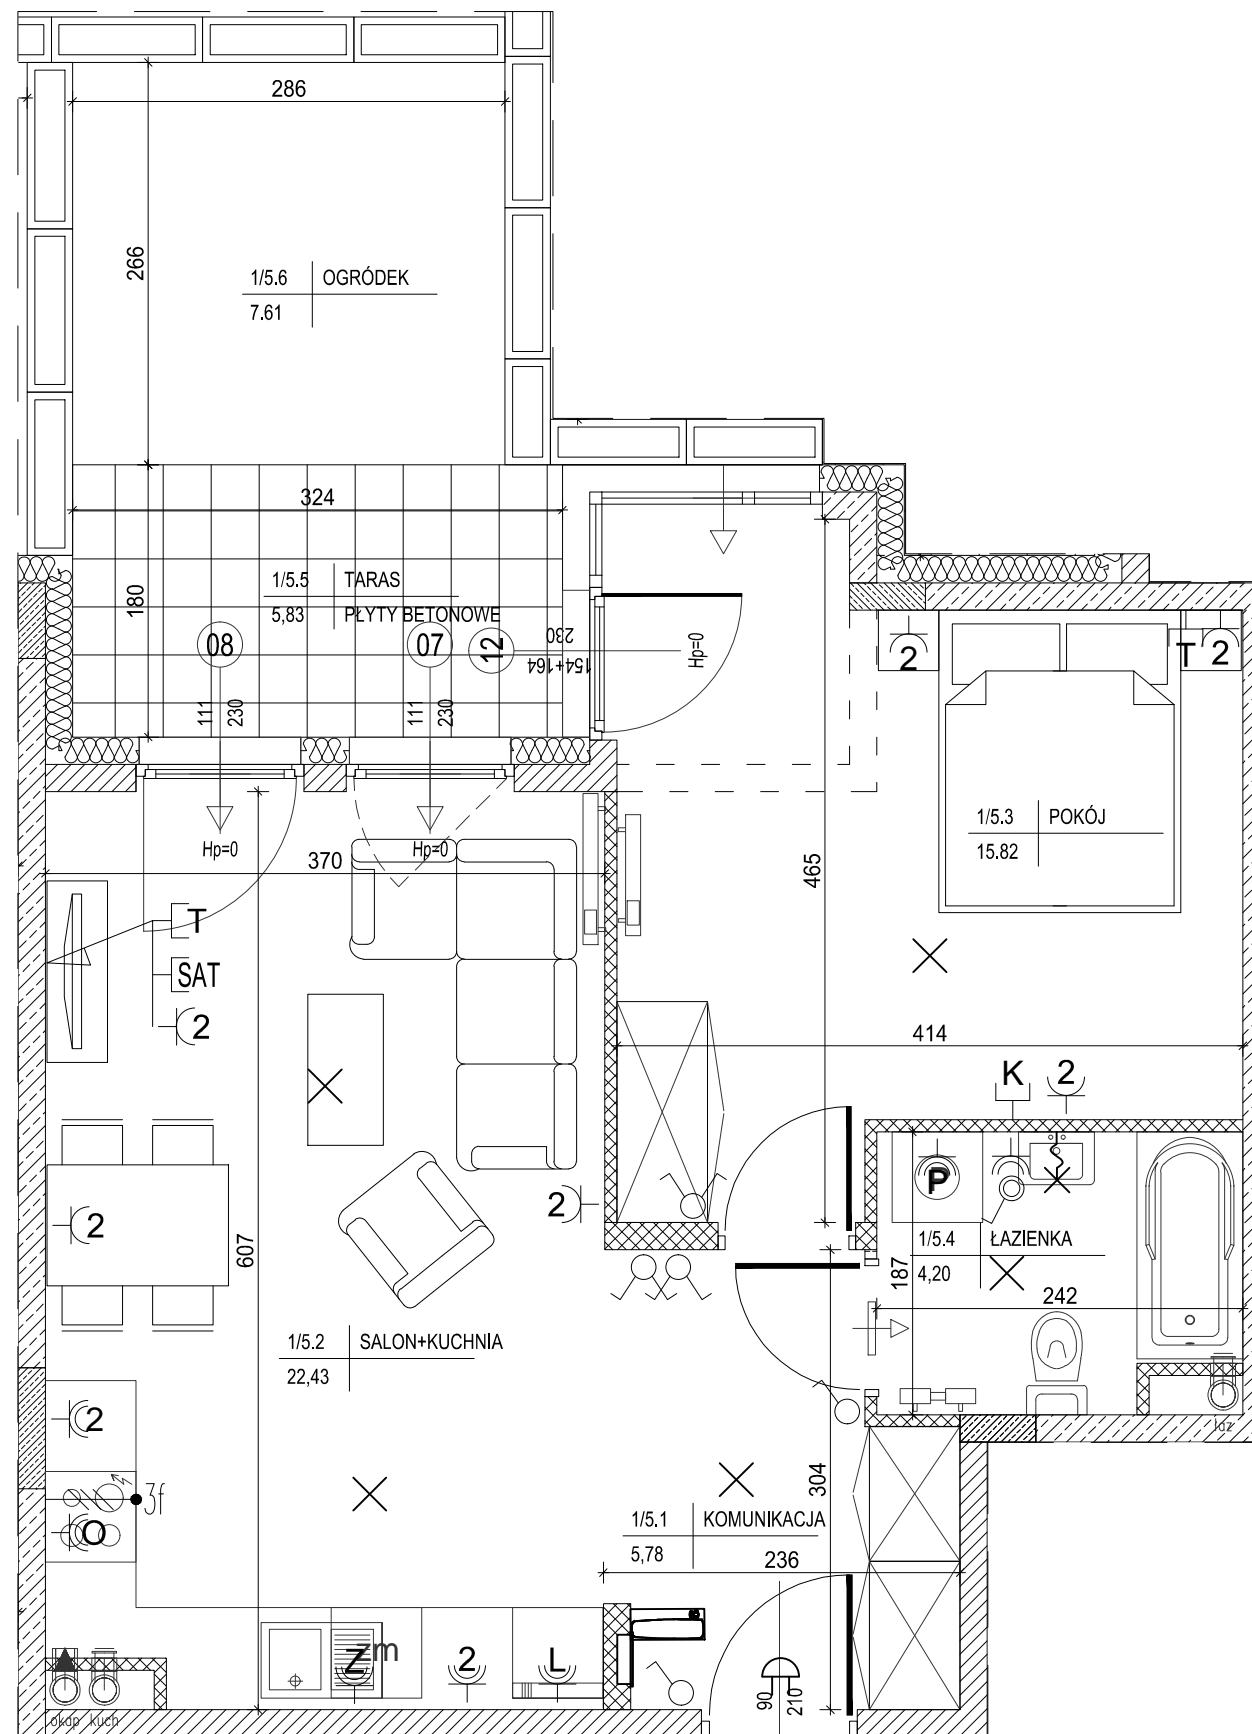 286
266
1/5.6 OGRÓDEK
7.61
324
180
1/5.5 TARAS
5,83 PŁYTY BETONOWE
08
07
12
154+164
230
Hp=0
111
230
111
230
Hp=0
Hp=0
2
T 2
1/5.3 POKÓJ
15.82
370
465
T
SAT
2
414
K
2
2
2
P
1/5.4 ŁAZIENKA
4,20
187
242
607
1/5.2 SALON+KUCHNIA
22,43
2
łaz
3f
O
304
1/5.1 KOMUNIKACJA
5,78
236
zm
Z
2
L
90
210
okap kuch